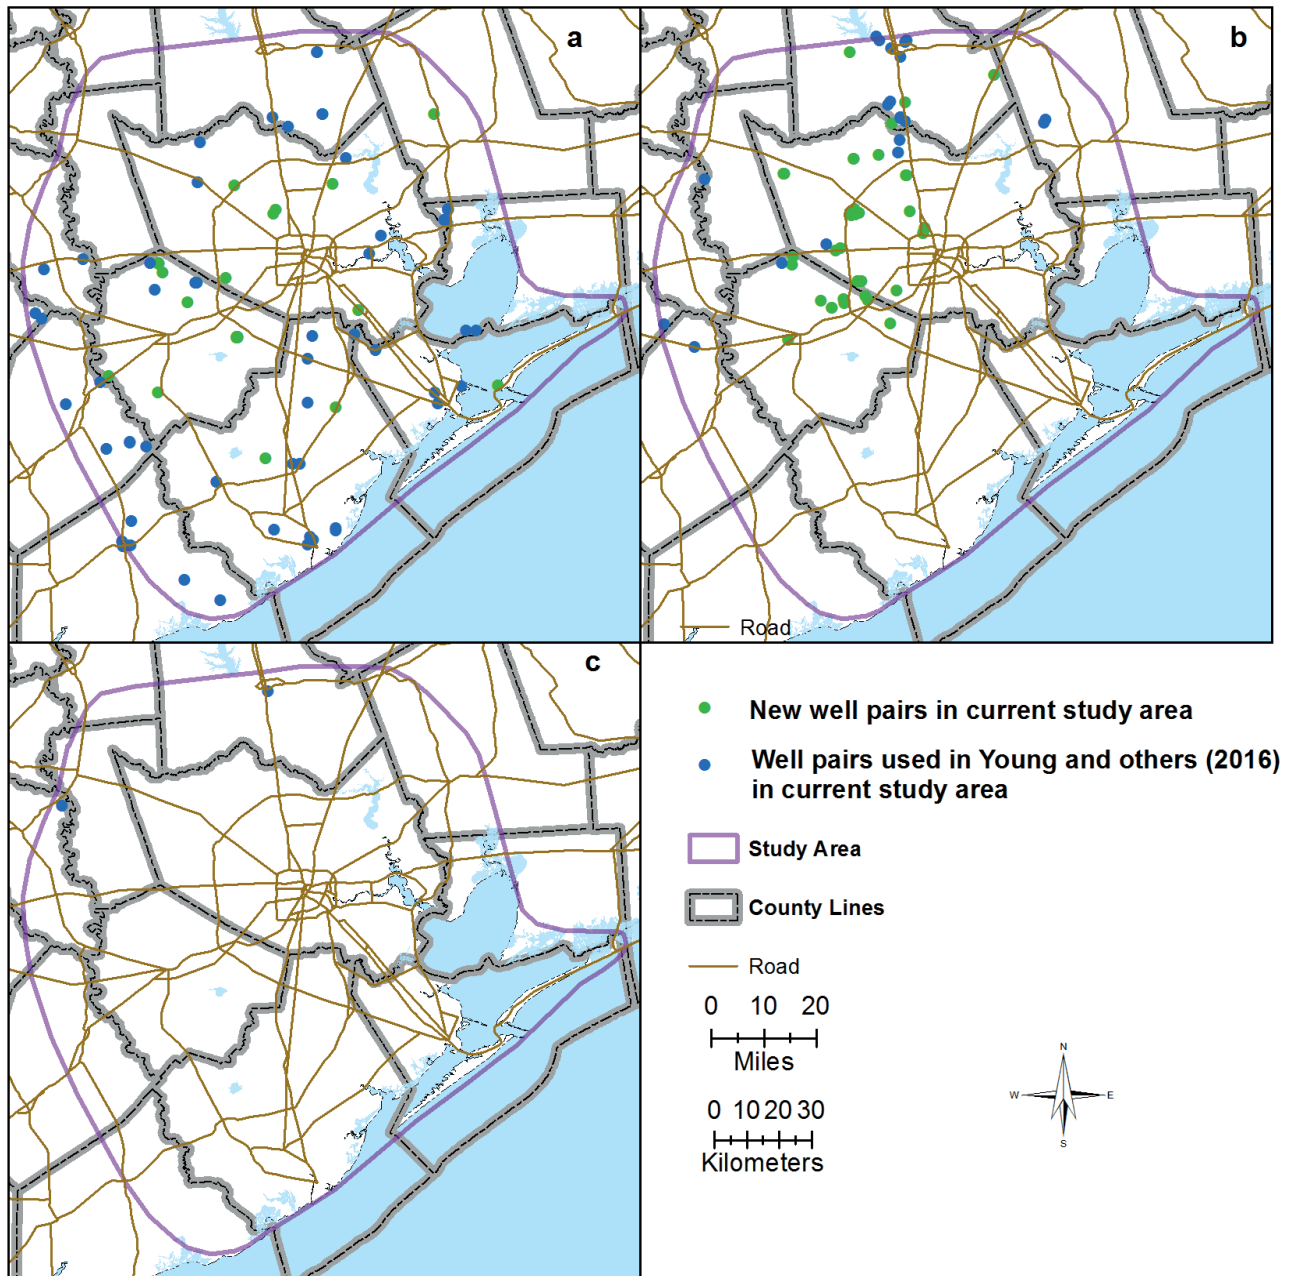 a
b
Road
c
New well pairs in current study area
Well pairs used in Young and others (2016)
in current study area
Study Area
County Lines
Road
0 10 20
Miles
0 10 20 30
Kilometers
N
W E
S